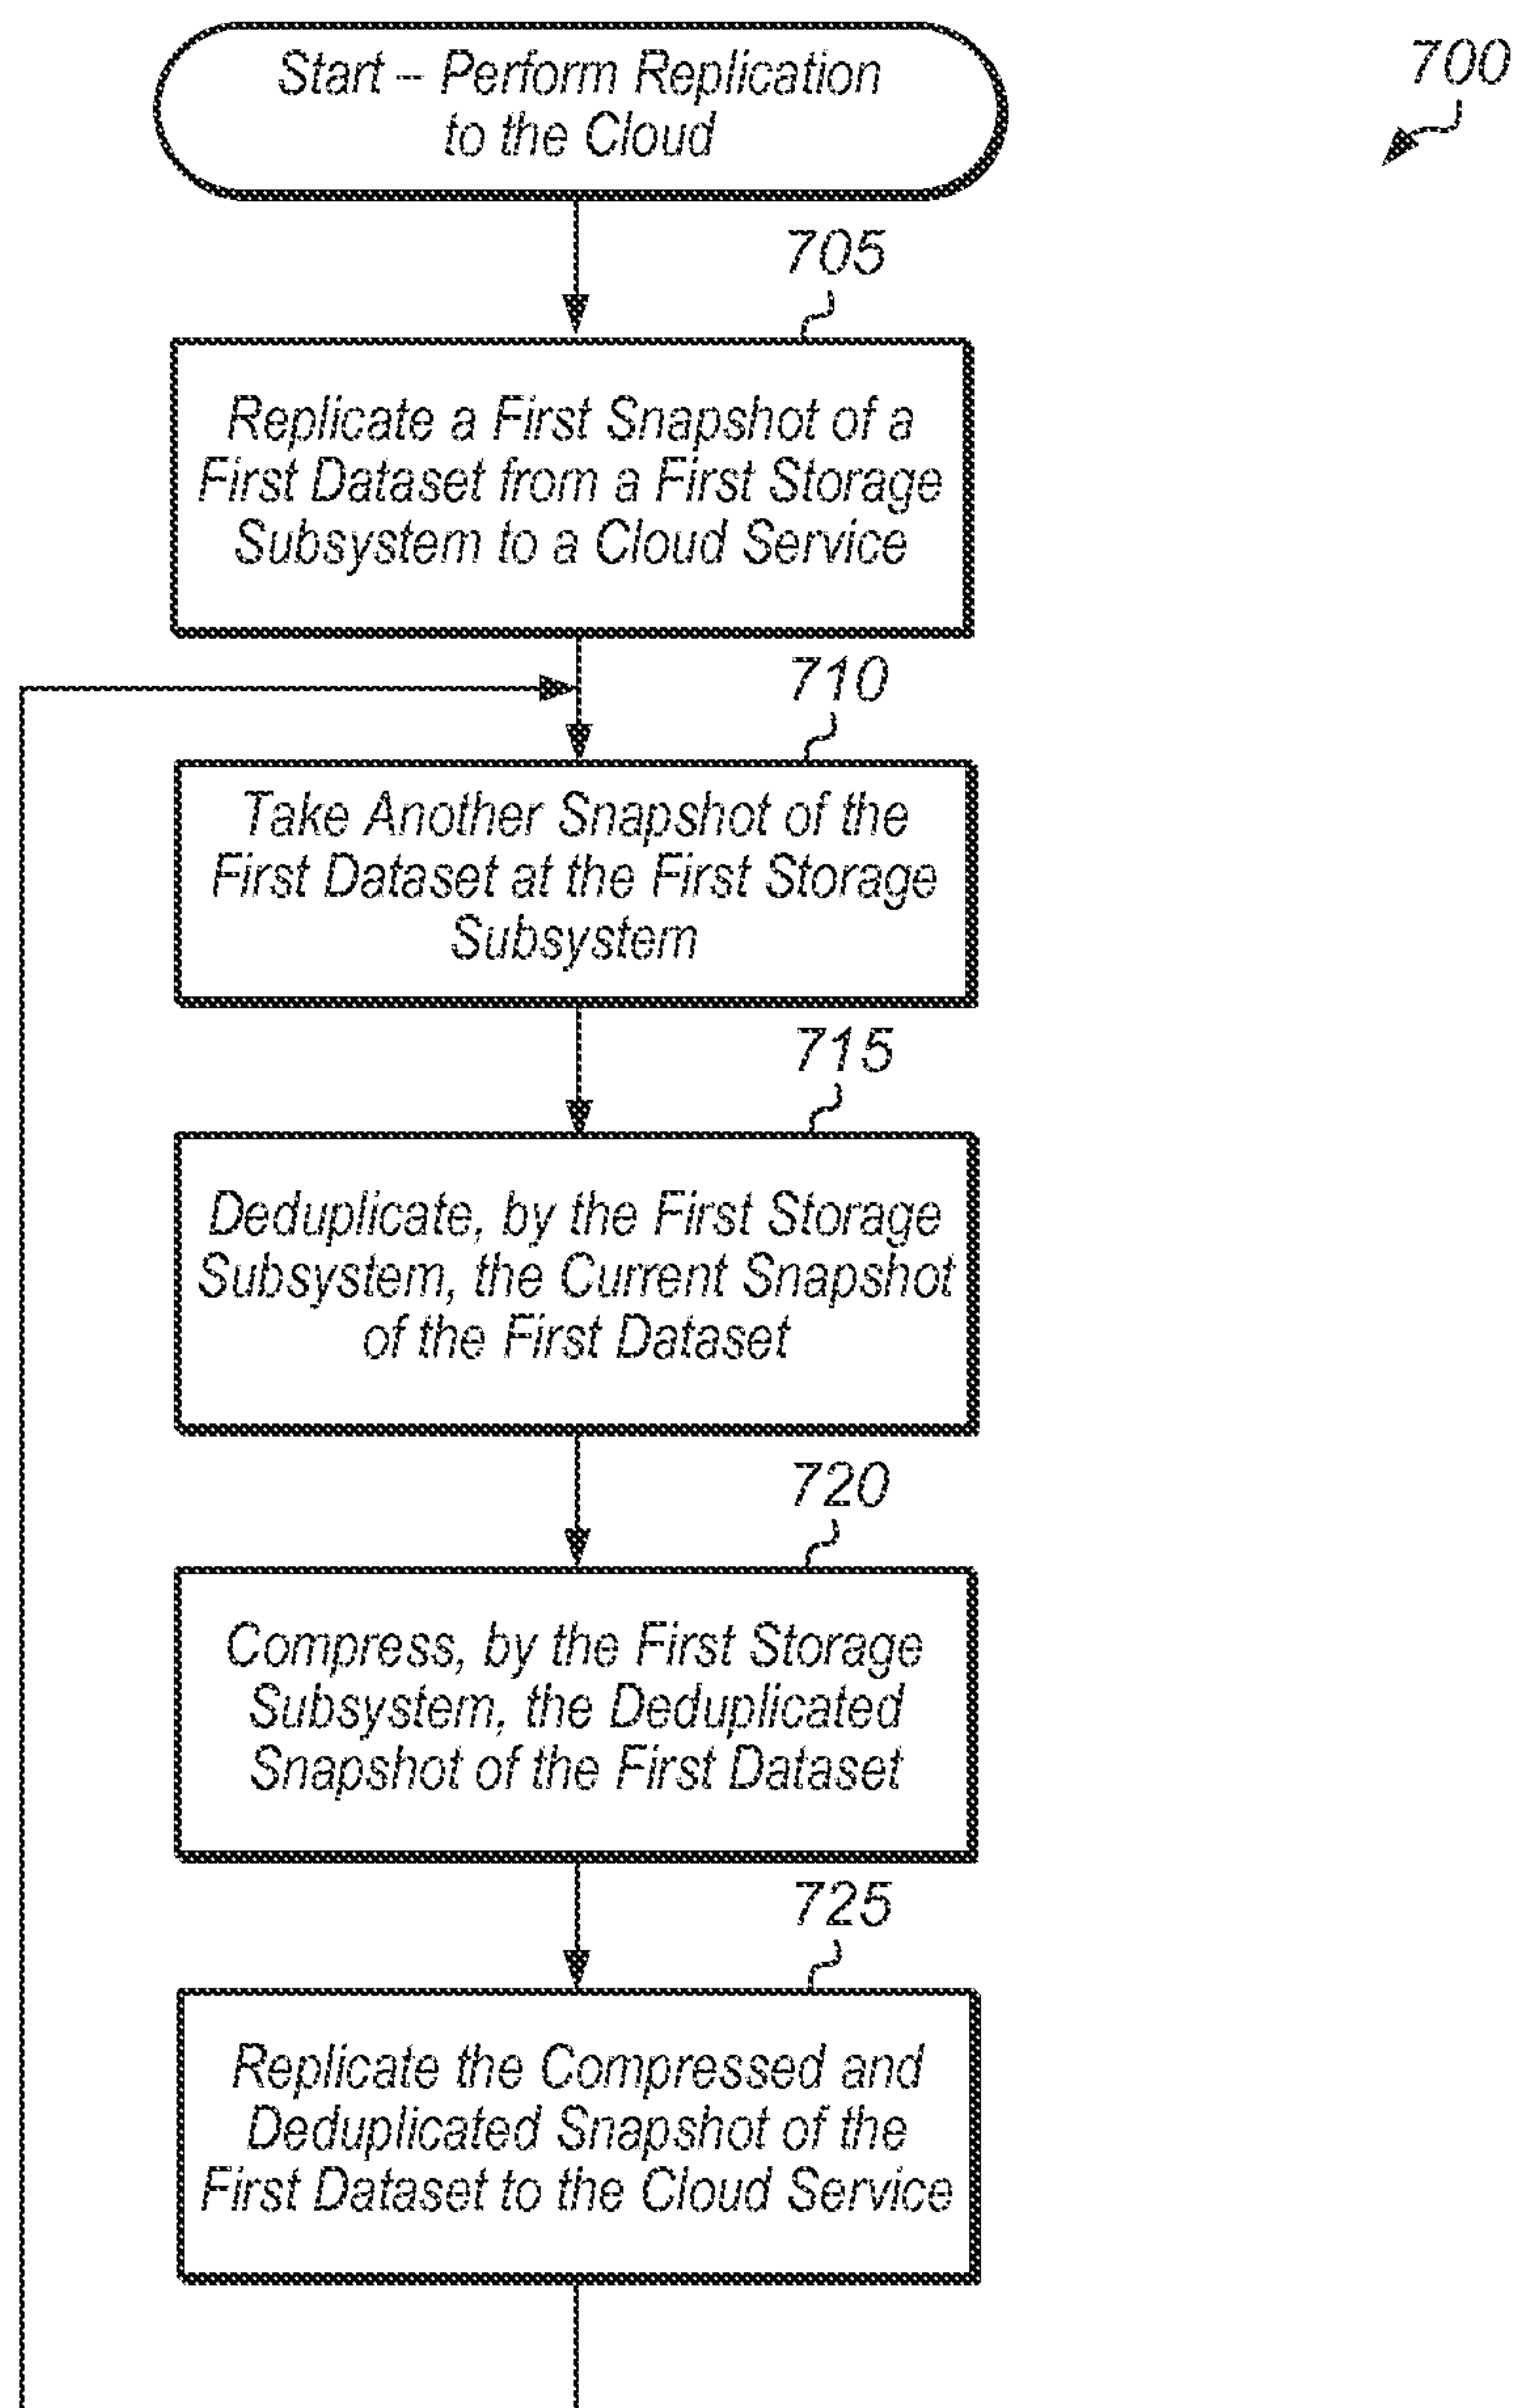 Start -- Perform Replication
to the Cloud
700
705
Replicate a First Snapshot of a
First Dataset from a First Storage
Subsystem to a Cloud Service
710
Take Another Snapshot of the
First Dataset at the First Storage
Subsystem
715
Deduplicate, by the First Storage
Subsystem, the Current Snapshot
of the First Dataset
720
Compress, by the First Storage
Subsystem, the Deduplicated
Snapshot of the First Dataset
725
Replicate the Compressed and
Deduplicated Snapshot of the
First Dataset to the Cloud Service